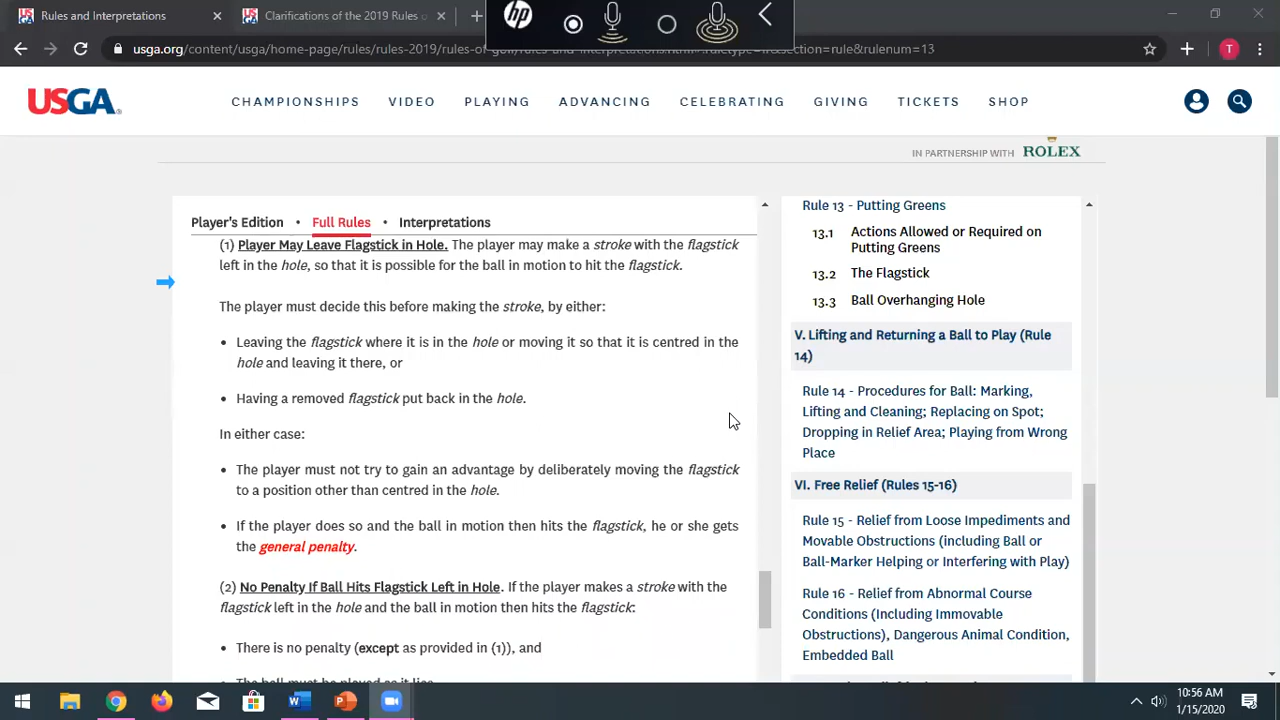 Rules and Interpretations
Clarifications of the 2019 Rules o
usga.org/content/usga/home-page/rules/rules-2019/rules-of-golf/rules-and-interpretations.html#!ruletype=fr&section=rule&rulenum=13
T
hp
USGA
CHAMPIONSHIPS VIDEO PLAYING ADVANCING CELEBRATING GIVING TICKETS SHOP
IN PARTNERSHIP WITH ROLEX
Player's Edition • Full Rules • Interpretations
(1) Player May Leave Flagstick in Hole. The player may make a stroke with the flagstick
left in the hole, so that it is possible for the ball in motion to hit the flagstick.
The player must decide this before making the stroke, by either:
• Leaving the flagstick where it is in the hole or moving it so that it is centred in the
hole and leaving it there, or
• Having a removed flagstick put back in the hole.
In either case:
• The player must not try to gain an advantage by deliberately moving the flagstick
to a position other than centred in the hole.
• If the player does so and the ball in motion then hits the flagstick, he or she gets
the general penalty.
(2) No Penalty If Ball Hits Flagstick Left in Hole. If the player makes a stroke with the
flagstick left in the hole and the ball in motion then hits the flagstick:
• There is no penalty (except as provided in (1)), and
• The ball must be played as it lies.
Rule 13 - Putting Greens
13.1 Actions Allowed or Required on
Putting Greens
13.2 The Flagstick
13.3 Ball Overhanging Hole
V. Lifting and Returning a Ball to Play (Rule
14)
Rule 14 - Procedures for Ball: Marking,
Lifting and Cleaning; Replacing on Spot;
Dropping in Relief Area; Playing from Wrong
Place
VI. Free Relief (Rules 15-16)
Rule 15 - Relief from Loose Impediments and
Movable Obstructions (including Ball or
Ball-Marker Helping or Interfering with Play)
Rule 16 - Relief from Abnormal Course
Conditions (Including Immovable
Obstructions), Dangerous Animal Condition,
Embedded Ball
10:56 AM
1/15/2020